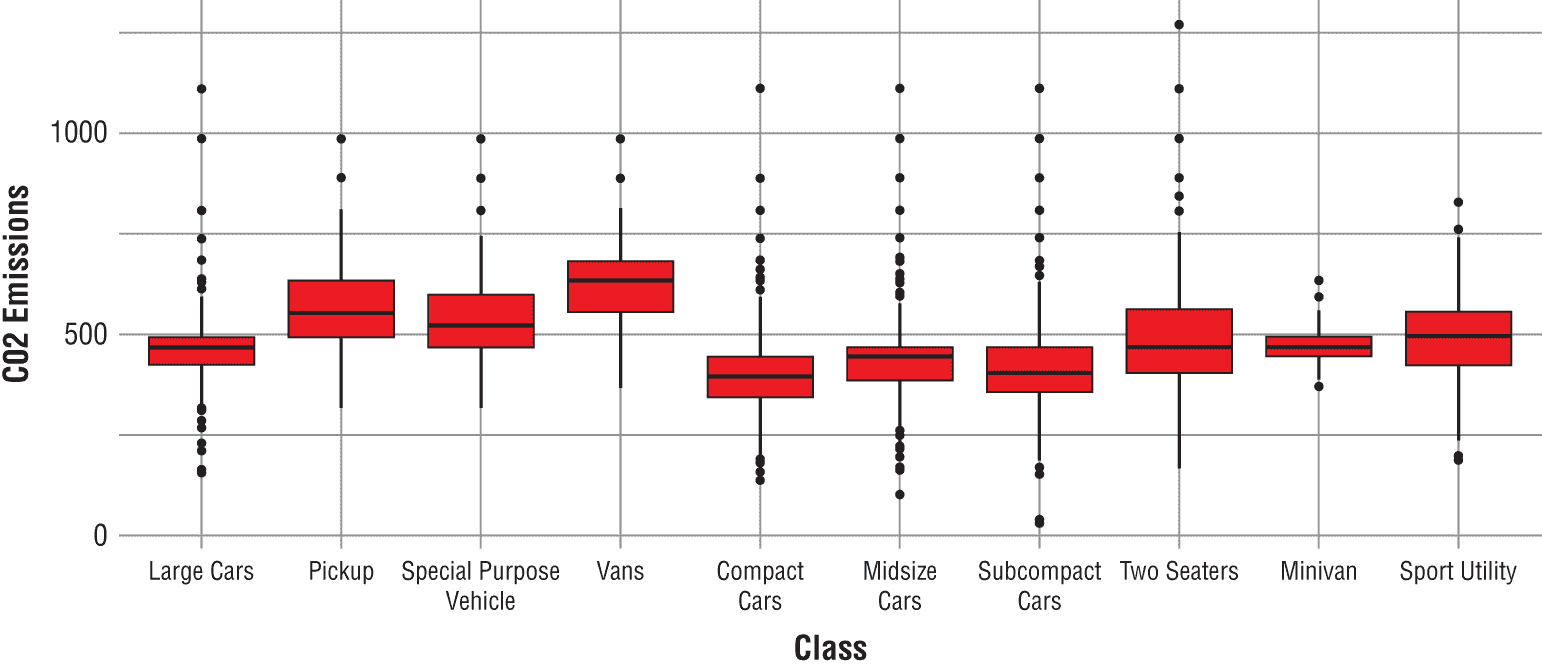 1000
500
0
C02 Emissions
Large Cars
Pickup
Special Purpose
Vehicle
Vans
Compact
Cars
Midsize
Cars
Subcompact
Cars
Two Seaters
Minivan
Sport Utility
Class